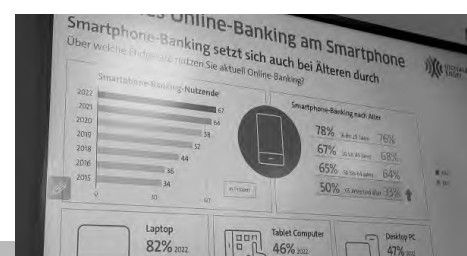 Online-Banking am Smartphone
Smartphone-Banking setzt sich auch bei Älteren durch
Über welche Endgeräte nutzen Sie aktuell Online-Banking?
Smartphone-Banking-Nutzende
2022 67
2021 64
2020 58
2019 52
2018 44
2016 36
2015 34
0
in Prozent
Smartphone-Banking nach Alter
78% 76%
67% 68%
65% 64%
50% 33%
Laptop
82% 2022
Tablet Computer
46% 2022
Desktop PC
47% 2022